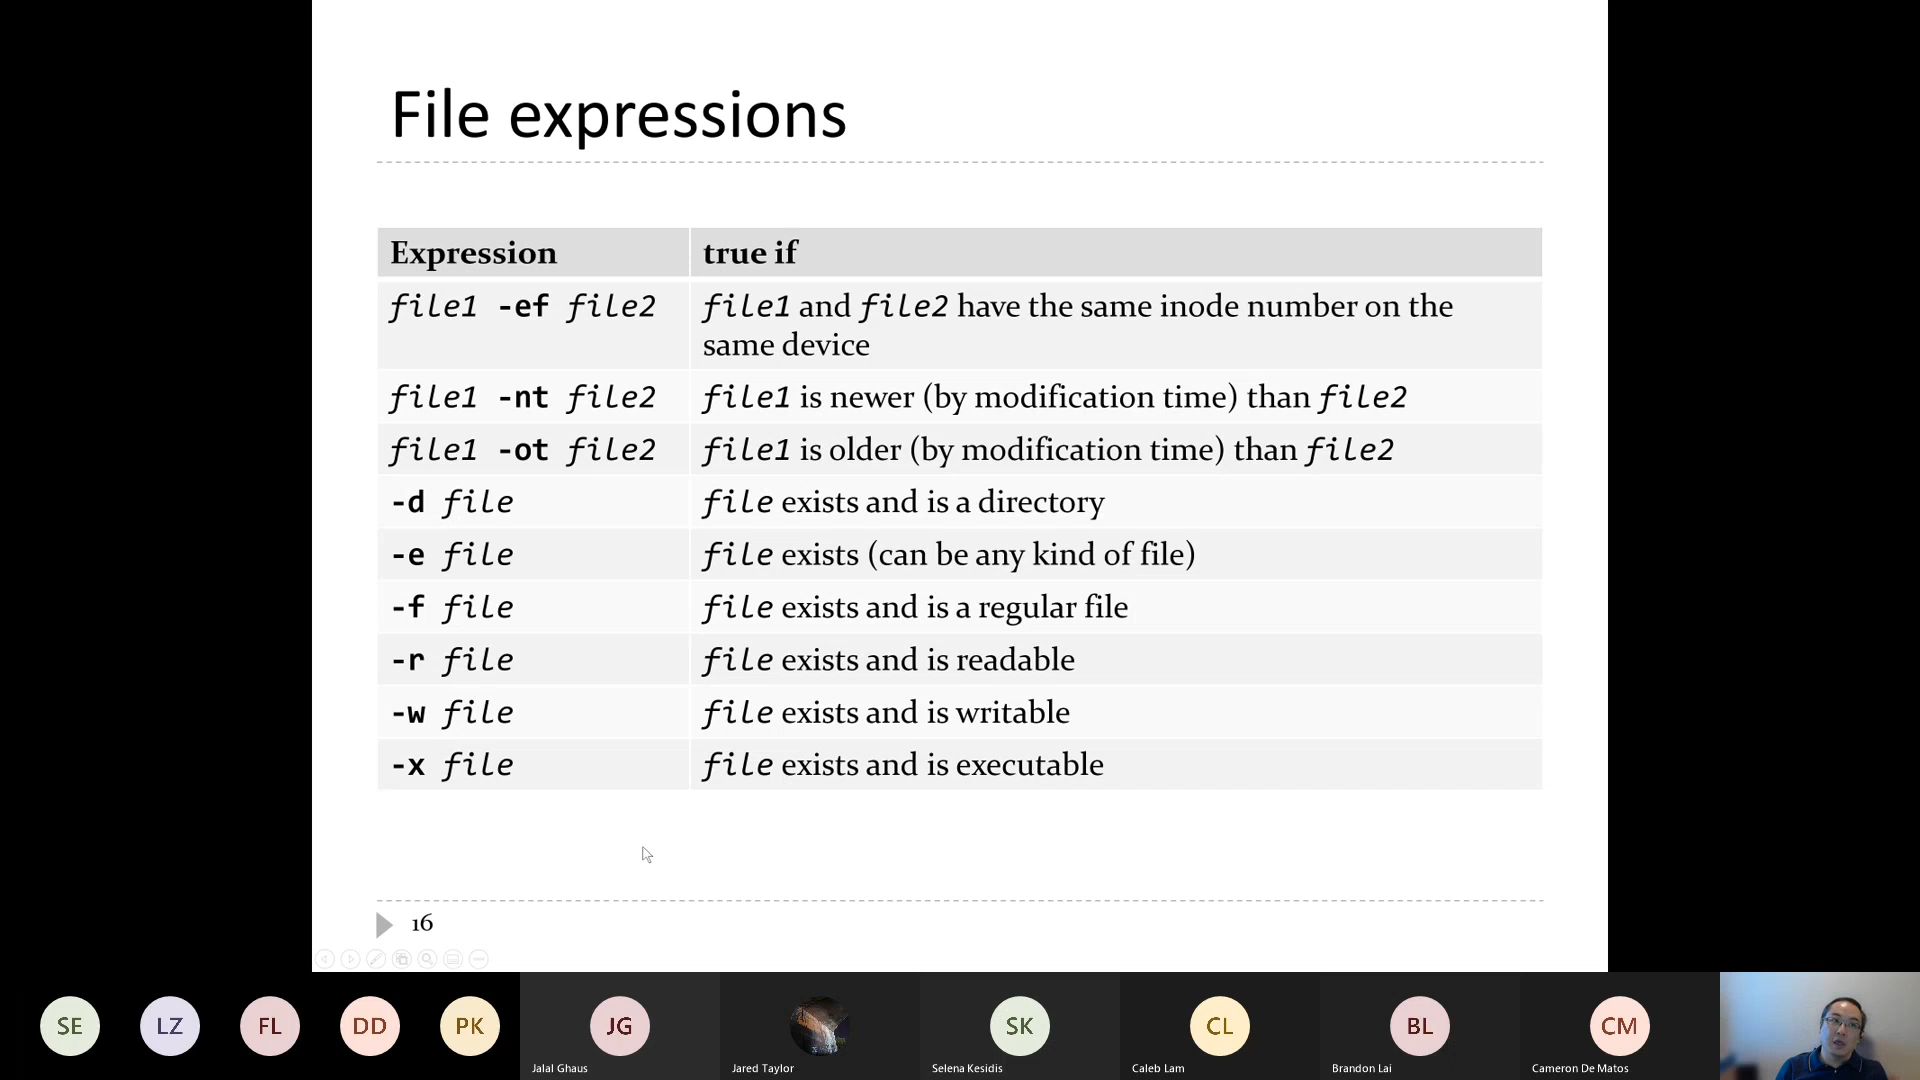 File expressions
Expression true if
file1 -ef file2 file1 and file2 have the same inode number on the
same device
file1 -nt file2 file1 is newer (by modification time) than file2
file1 -ot file2 file1 is older (by modification time) than file2
-d file file exists and is a directory
-e file file exists (can be any kind of file)
-f file file exists and is a regular file
-r file file exists and is readable
-w file file exists and is writable
-x file file exists and is executable
16
SE LZ FL DD PK JG SK CL BL CM
Jalal Ghaus Jared Taylor Selena Kesidis Caleb Lam Brandon Lai Cameron De Matos